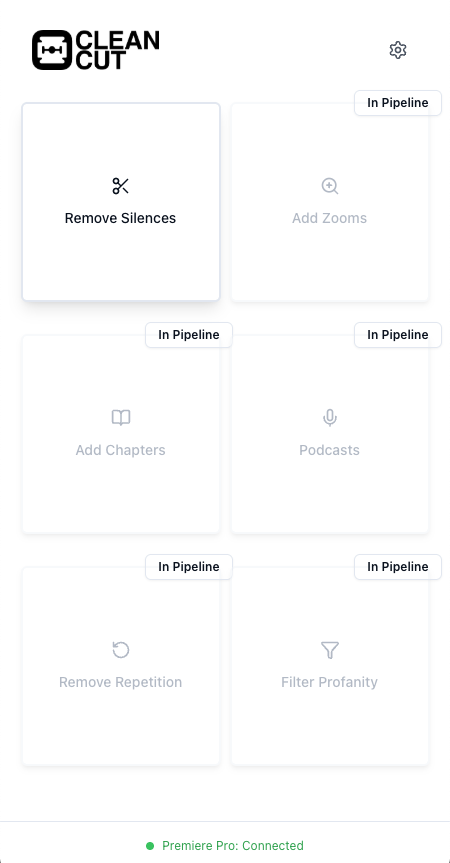 CLEAN
CUT
In Pipeline
Remove Silences
Add Zooms
In Pipeline
In Pipeline
Add Chapters
Podcasts
In Pipeline
In Pipeline
Remove Repetition
Filter Profanity
Premiere Pro: Connected